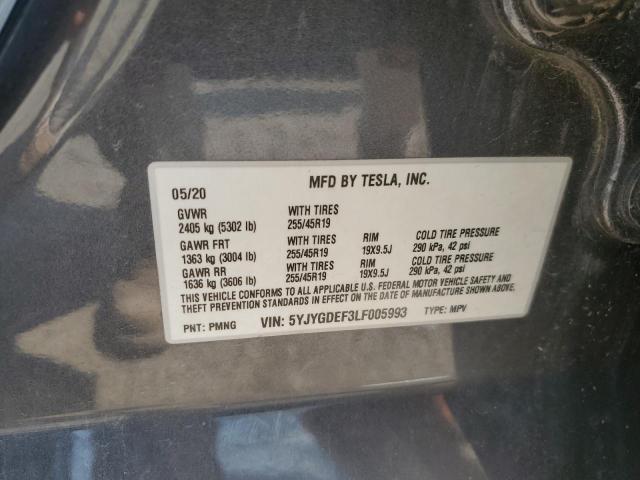 05/20 MFD BY TESLA, INC.
GVWR WITH TIRES
2405 kg (5302 lb) 255/45R19
GAWR FRT WITH TIRES RIM COLD TIRE PRESSURE
1363 kg (3004 lb) 255/45R19 19X9.5J 290 kPa, 42 psi
GAWR RR WITH TIRES RIM COLD TIRE PRESSURE
1636 kg (3606 lb) 255/45R19 19X9.5J 290 kPa, 42 psi
THIS VEHICLE CONFORMS TO ALL APPLICABLE U.S. FEDERAL MOTOR VEHICLE SAFETY AND
THEFT PREVENTION STANDARDS IN EFFECT ON THE DATE OF MANUFACTURE SHOWN ABOVE.
PNT: PMNG VIN: 5YJYGDEF3LF005993 TYPE: MPV